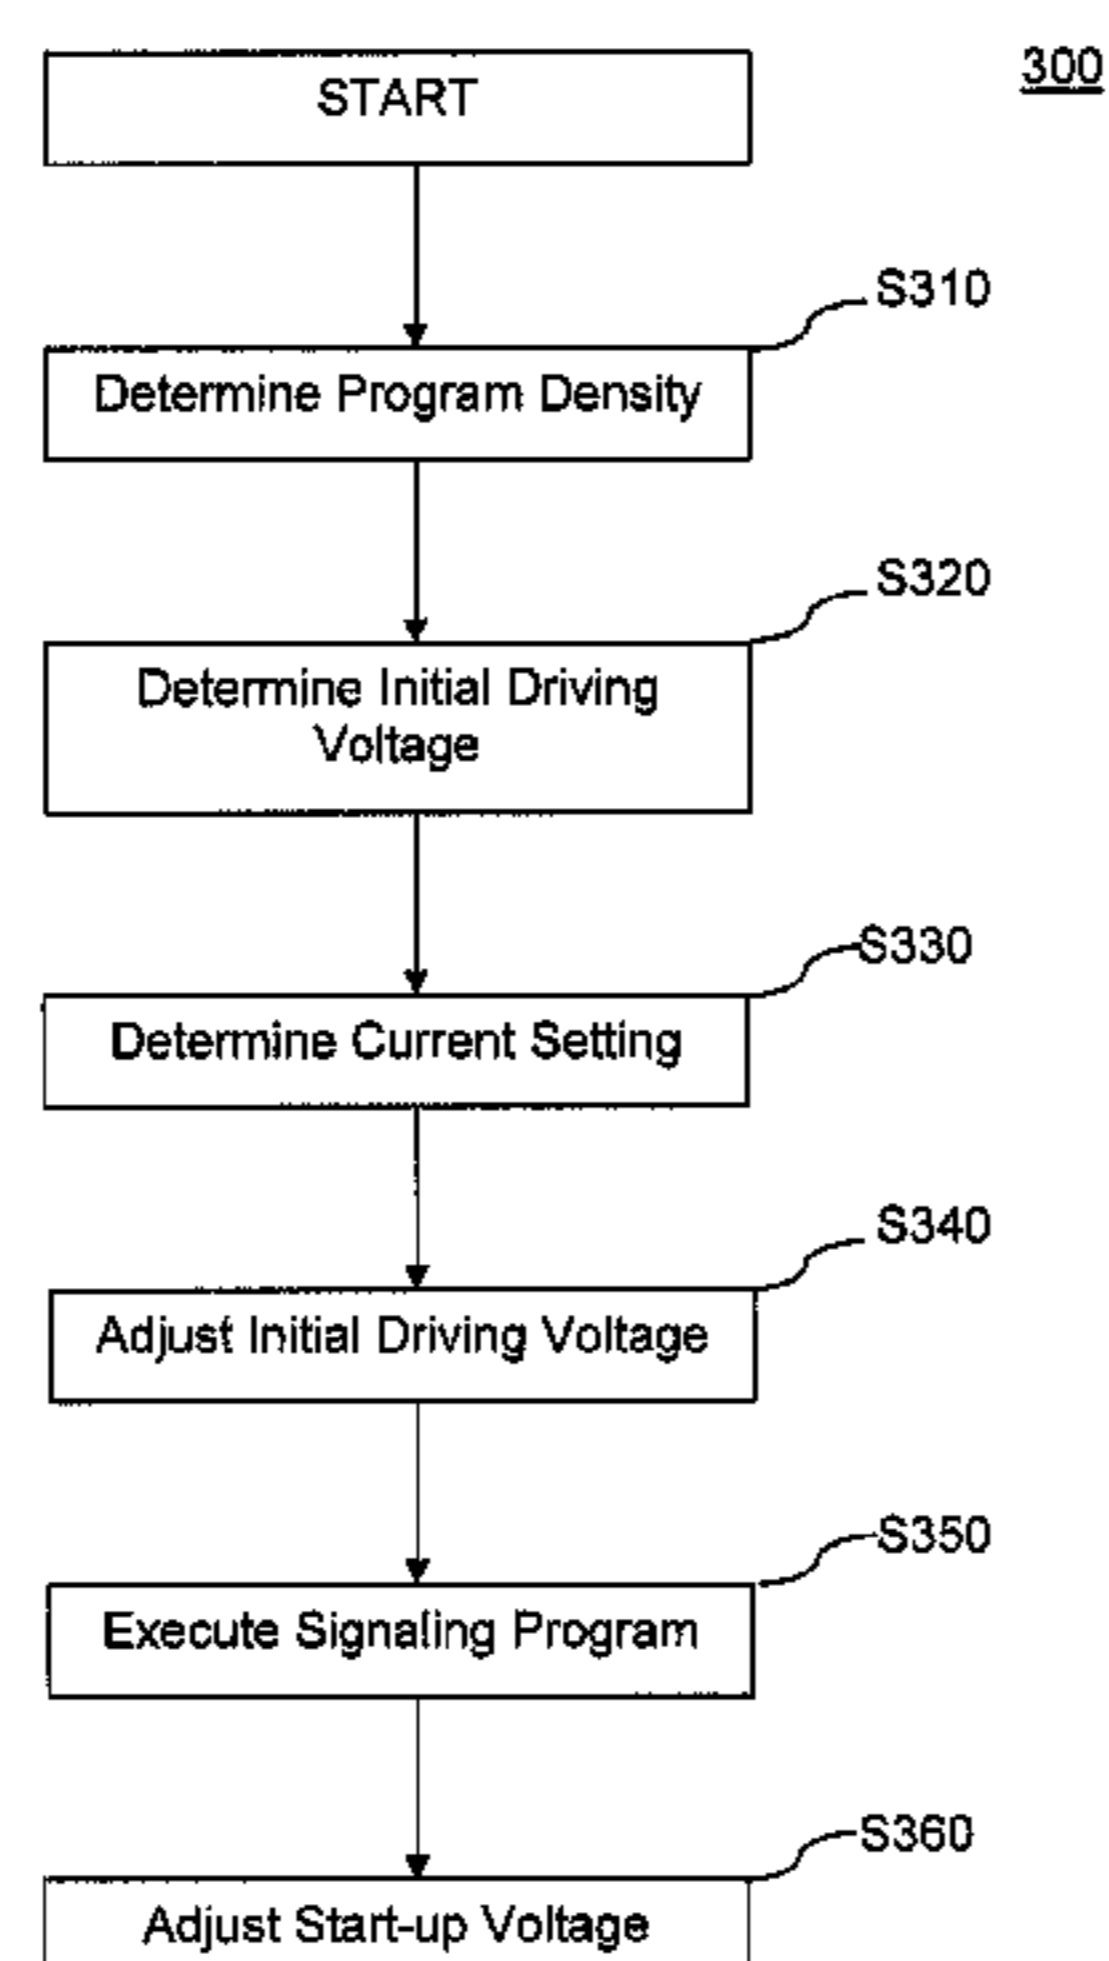 300
START
S310
Determine Program Density
S320
Determine Initial Driving
Voltage
S330
Determine Current Setting
S340
Adjust Initial Driving Voltage
S350
Execute Signaling Program
S360
Adjust Start-up Voltage